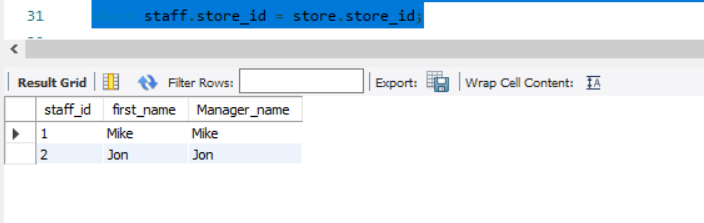 31 staff.store_id = store.store_id;
Result Grid Filter Rows: Export: Wrap Cell Content:
staff_id first_name Manager_name
1 Mike Mike
2 Jon Jon